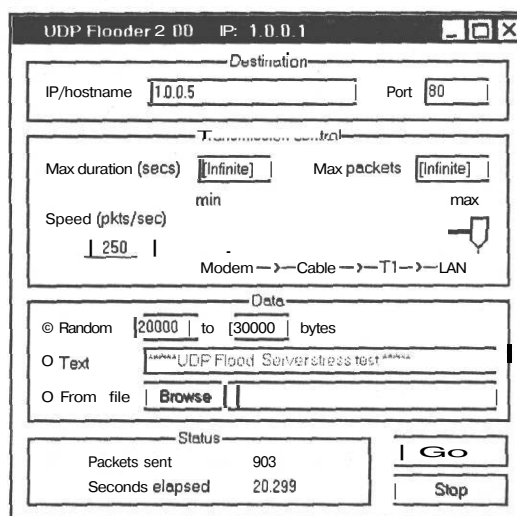 UDP Flooder 2 00 IP: 1.0.0.1
Destination
IP/hostname 1.0.0.5 Port 80
Transmission control
Max duration (secs) [Infinite] Max packets [Infinite]
min max
Speed (pkts/sec)
250
Modem —>— Cable —>— T1 —>— LAN
Data
© Random 20000 to 30000 bytes
O Text *****UDP Flood Serverstress test*****
O From file Browse
Status
Packets sent 903 Go
Seconds elapsed 20.299 Stop